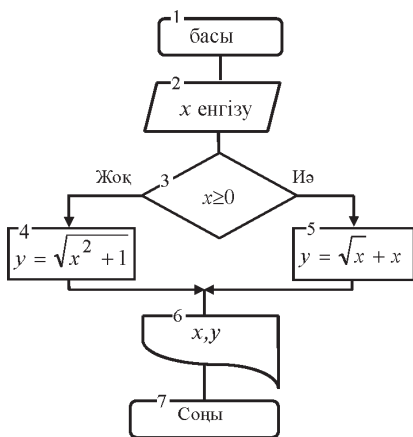 1
басы
2
x енгізу
Жоқ
3
x≥0
Иә
4
y = √x² +1
5
y = √x + x
6
x,y
7
Соңы